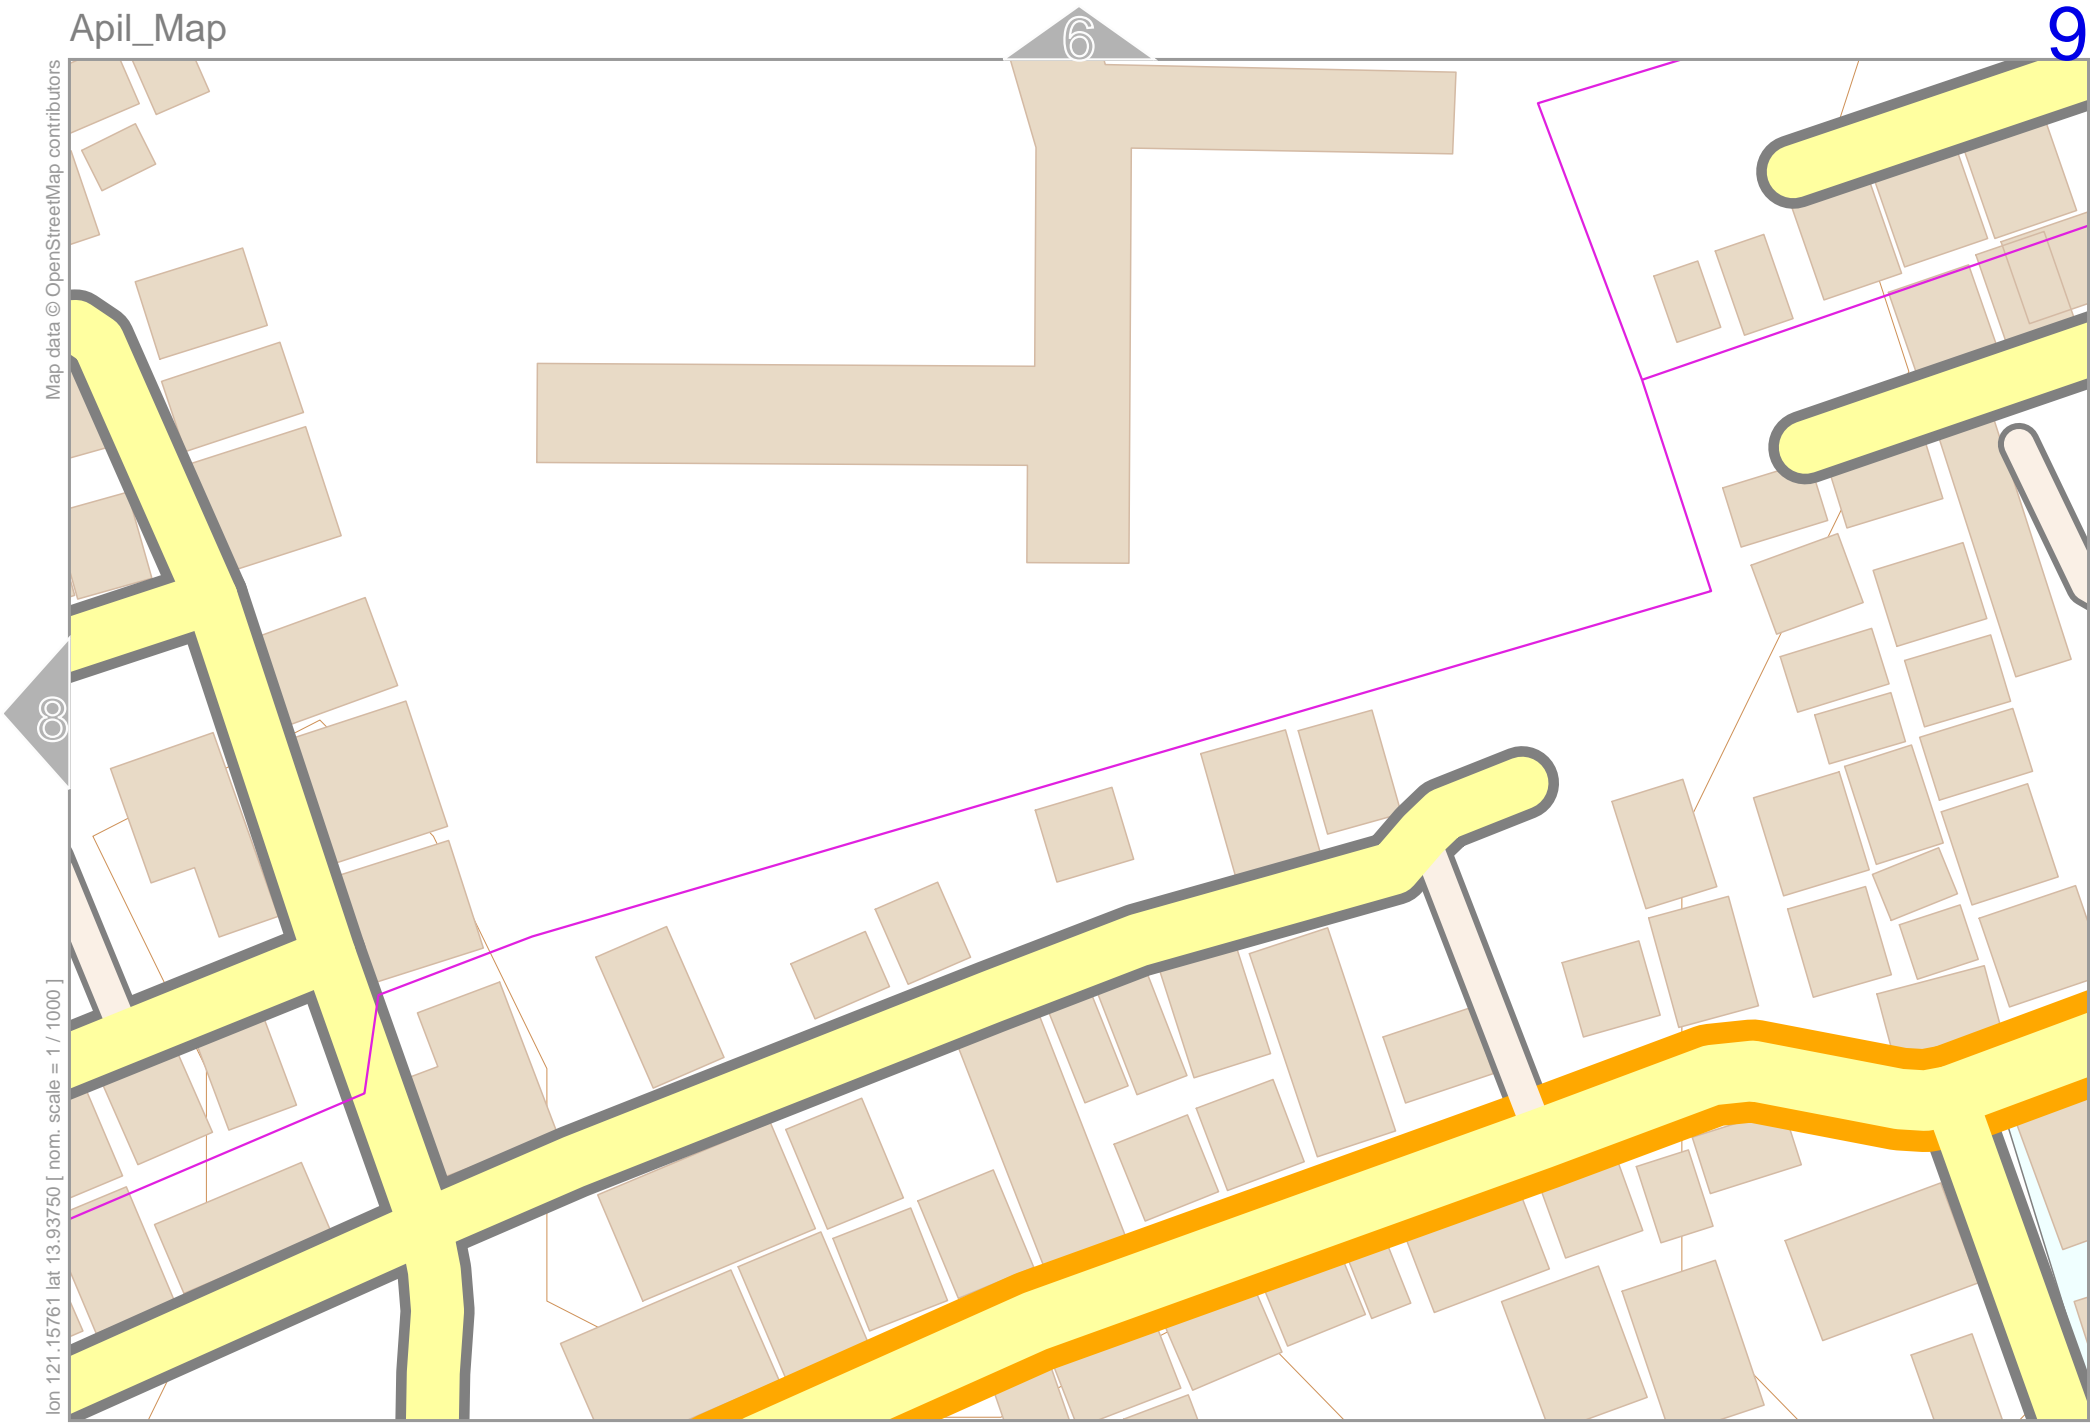 Apil_Map
6
9
Map data © OpenStreetMap contributors
8
lon 121.15761 lat 13.93750 [ nom. scale = 1 / 1000 ]